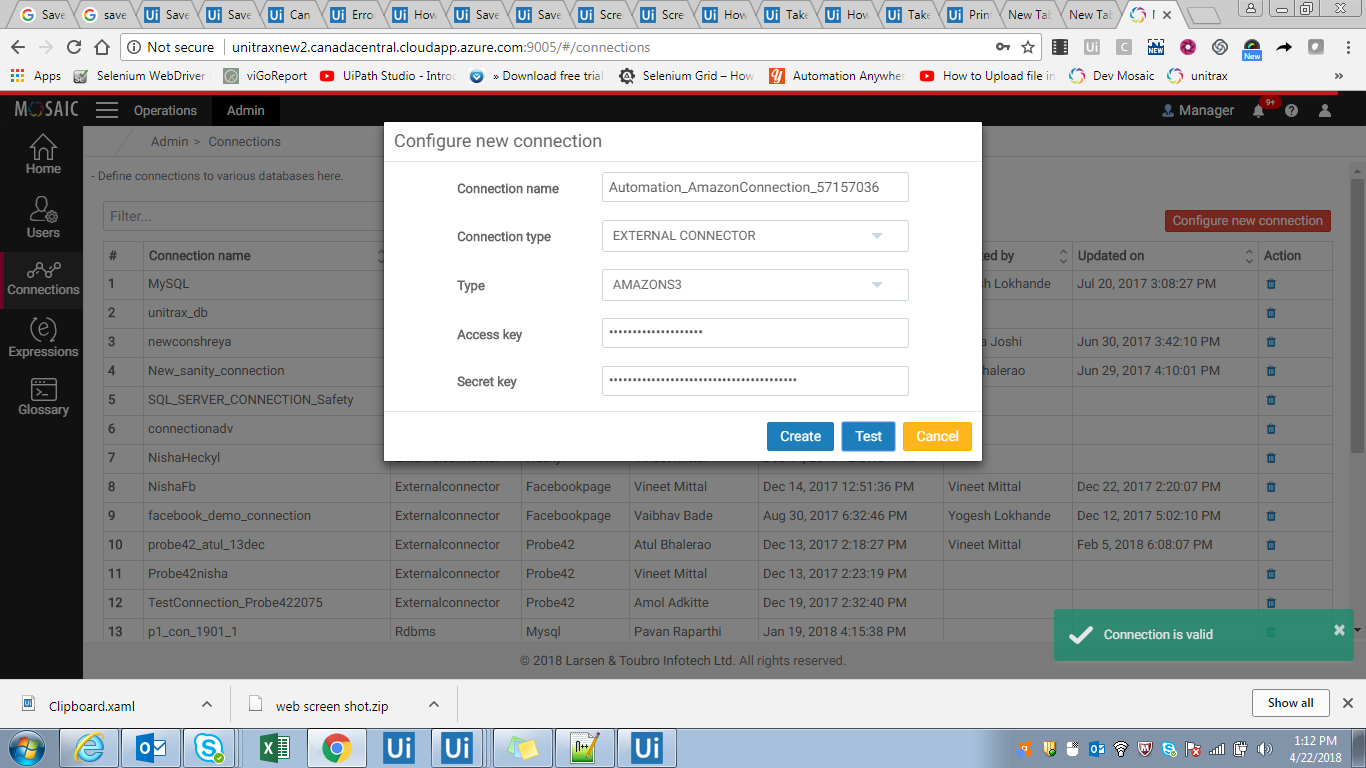 Save
save
Save
Save
Can
Erro
How
Save
Save
Scre
Scre
How
Take
How
Take
Prin
New Tab
New Tab
Not secure
unitraxnew2.canadacentral.cloudapp.azure.com:9005/#/connections
NEW
New
Apps
Selenium WebDriver
viGoReport
UiPath Studio - Intro
» Download free trial
Selenium Grid – How
Automation Anywher
How to Upload file in
Dev Mosaic
unitrax
»
MOSAIC
Operations
Admin
Manager
9+
Home
Users
Connections
Expressions
Glossary
Admin > Connections
- Define connections to various databases here.
Filter...
Configure new connection
Configure new connection
Connection name
Automation_AmazonConnection_57157036
Connection type
EXTERNAL CONNECTOR
Type
AMAZONS3
Access key
Secret key
Create
Test
Cancel
# Connection name ed by Updated on Action
1 MySQL sh Lokhande Jul 20, 2017 3:08:27 PM
2 unitrax_db
3 newconshreya a Joshi Jun 30, 2017 3:42:10 PM
4 New_sanity_connection halerao Jun 29, 2017 4:10:01 PM
5 SQL_SERVER_CONNECTION_Safety
6 connectionadv
7 NishaHeckyl
8 NishaFb Externalconnector Facebookpage Vineet Mittal Dec 14, 2017 12:51:36 PM Vineet Mittal Dec 22, 2017 2:20:07 PM
9 facebook_demo_connection Externalconnector Facebookpage Vaibhav Bade Aug 30, 2017 6:32:46 PM Yogesh Lokhande Dec 12, 2017 5:02:10 PM
10 probe42_atul_13dec Externalconnector Probe42 Atul Bhalerao Dec 13, 2017 2:18:27 PM Vineet Mittal Feb 5, 2018 6:08:07 PM
11 Probe42nisha Externalconnector Probe42 Vineet Mittal Dec 13, 2017 2:23:19 PM
12 TestConnection_Probe422075 Externalconnector Probe42 Amol Adkitte Dec 19, 2017 2:32:40 PM
13 p1_con_1901_1 Rdbms Mysql Pavan Raparthi Jan 19, 2018 4:15:38 PM
Connection is valid
© 2018 Larsen & Toubro Infotech Ltd. All rights reserved.
Clipboard.xaml
web screen shot.zip
Show all
1:12 PM
4/22/2018